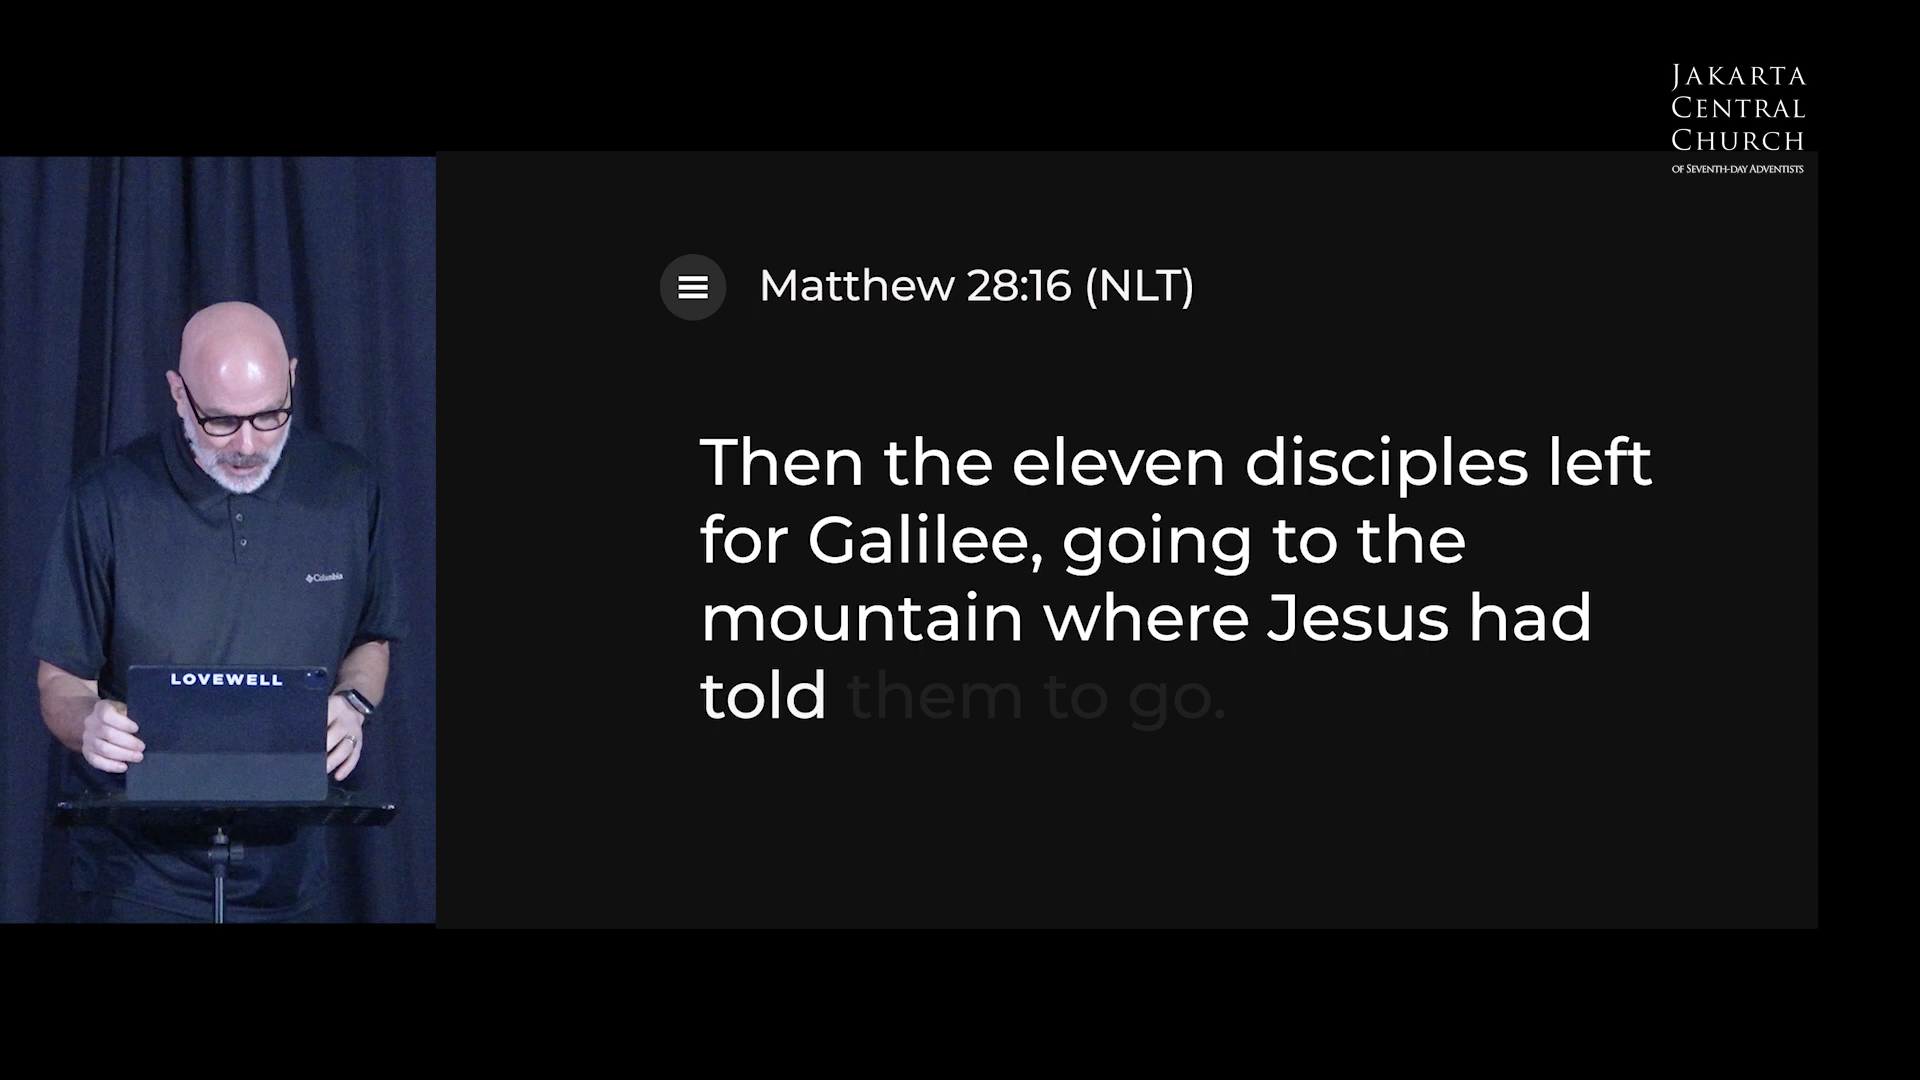 JAKARTA
CENTRAL
CHURCH
OF SEVENTH-DAY ADVENTISTS
Matthew 28:16 (NLT)
Then the eleven disciples left
for Galilee, going to the
mountain where Jesus had
told them to go.
Columbia
LOVEWELL